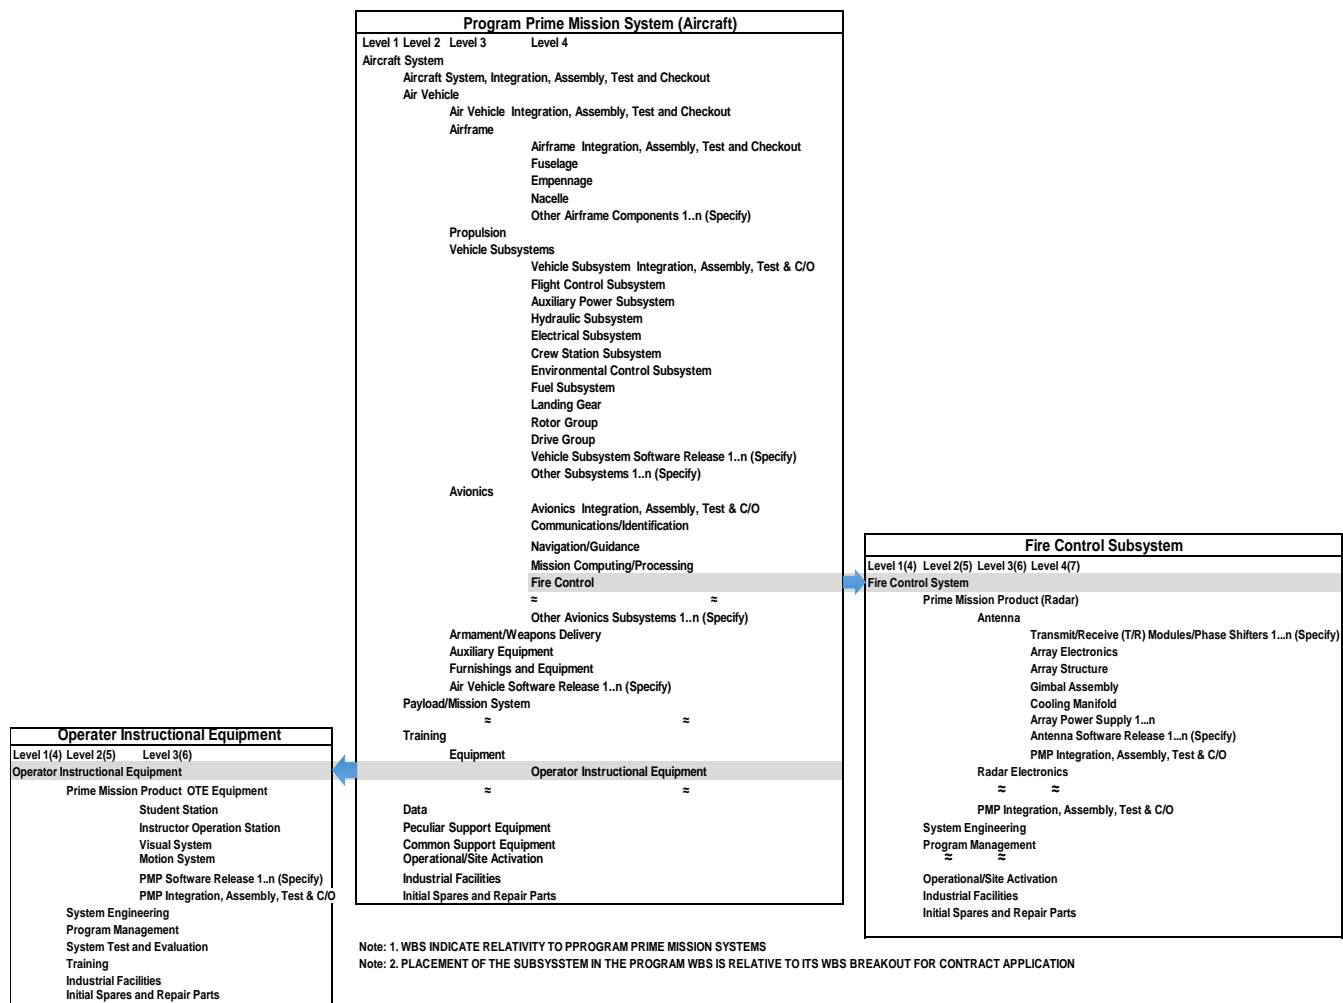 Program Prime Mission System (Aircraft)
Level 1 Level 2 Level 3 Level 4
Aircraft System
Aircraft System, Integration, Assembly, Test and Checkout
Air Vehicle
Air Vehicle Integration, Assembly, Test and Checkout
Airframe
Airframe Integration, Assembly, Test and Checkout
Fuselage
Empennage
Nacelle
Other Airframe Components 1..n (Specify)
Propulsion
Vehicle Subsystems
Vehicle Subsystem Integration, Assembly, Test & C/O
Flight Control Subsystem
Auxiliary Power Subsystem
Hydraulic Subsystem
Electrical Subsystem
Crew Station Subsystem
Environmental Control Subsystem
Fuel Subsystem
Landing Gear
Rotor Group
Drive Group
Vehicle Subsystem Software Release 1..n (Specify)
Other Subsystems 1..n (Specify)
Avionics
Avionics Integration, Assembly, Test & C/O
Communications/Identification
Navigation/Guidance
Mission Computing/Processing
Fire Control
≈ ≈
Other Avionics Subsystems 1..n (Specify)
Armament/Weapons Delivery
Auxiliary Equipment
Furnishings and Equipment
Air Vehicle Software Release 1..n (Specify)
Payload/Mission System
≈ ≈
Training
Equipment
Operator Instructional Equipment
≈ ≈
Data
Peculiar Support Equipment
Common Support Equipment
Operational/Site Activation
Industrial Facilities
Initial Spares and Repair Parts
Fire Control Subsystem
Level 1(4) Level 2(5) Level 3(6) Level 4(7)
Fire Control System
Prime Mission Product (Radar)
Antenna
Transmit/Receive (T/R) Modules/Phase Shifters 1...n (Specify)
Array Electronics
Array Structure
Gimbal Assembly
Cooling Manifold
Array Power Supply 1...n
Antenna Software Release 1...n (Specify)
PMP Integration, Assembly, Test & C/O
Radar Electronics
≈ ≈
PMP Integration, Assembly, Test & C/O
System Engineering
Program Management
≈ ≈
Operational/Site Activation
Industrial Facilities
Initial Spares and Repair Parts
Operater Instructional Equipment
Level 1(4) Level 2(5) Level 3(6)
Operator Instructional Equipment
Prime Mission Product OTE Equipment
Student Station
Instructor Operation Station
Visual System
Motion System
PMP Software Release 1..n (Specify)
PMP Integration, Assembly, Test & C/O
System Engineering
Program Management
System Test and Evaluation
Training
Industrial Facilities
Initial Spares and Repair Parts
Note: 1. WBS INDICATE RELATIVITY TO PPROGRAM PRIME MISSION SYSTEMS
Note: 2. PLACEMENT OF THE SUBSYSSTEM IN THE PROGRAM WBS IS RELATIVE TO ITS WBS BREAKOUT FOR CONTRACT APPLICATION